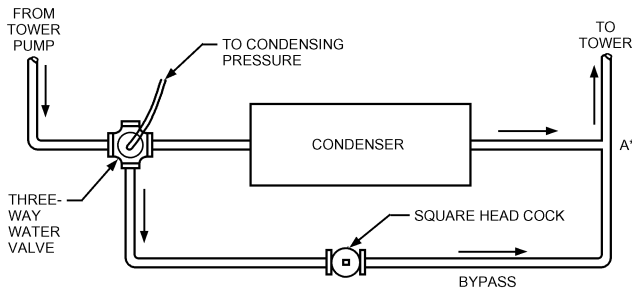 FROM
TOWER
PUMP
TO CONDENSING
PRESSURE
TO
TOWER
CONDENSER
A*
THREE-
WAY
WATER
VALVE
SQUARE HEAD COCK
BYPASS